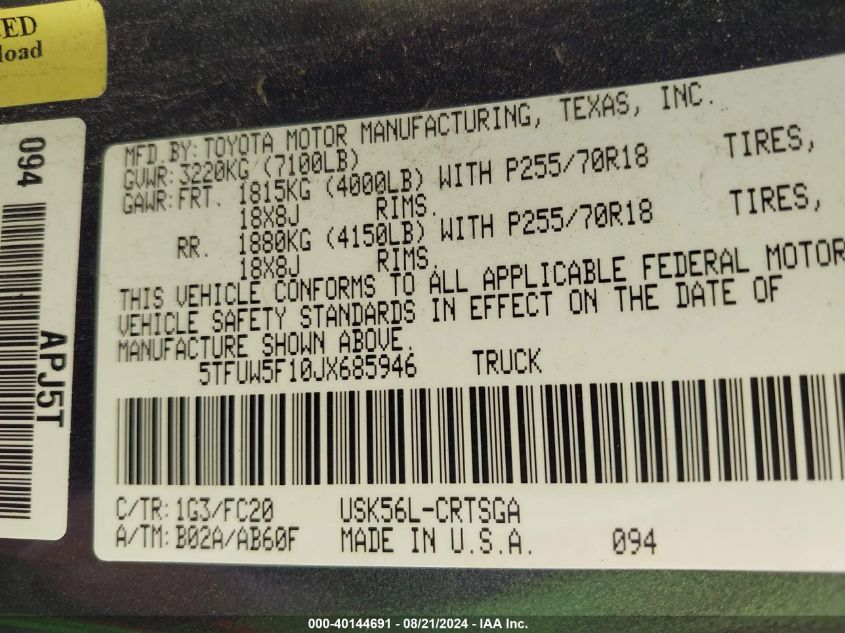 ED
load
094
APJ5T
MFD.BY:TOYOTA MOTOR MANUFACTURING, TEXAS, INC.
GVWR:3220KG (7100LB)
GAWR:FRT. 1815KG (4000LB) WITH P255/70R18 TIRES,
18X8J RIMS.
RR. 1880KG (4150LB) WITH P255/70R18 TIRES,
18X8J RIMS.
THIS VEHICLE CONFORMS TO ALL APPLICABLE FEDERAL MOTOR
VEHICLE SAFETY STANDARDS IN EFFECT ON THE DATE OF
MANUFACTURE SHOWN ABOVE.
5TFUW5F10JX685946 TRUCK
C/TR:1G3/FC20 USK56L-CRTSGA
A/TM:B02A/AB60F MADE IN U.S.A. 094
000-40144691 - 08/21/2024 - IAA Inc.